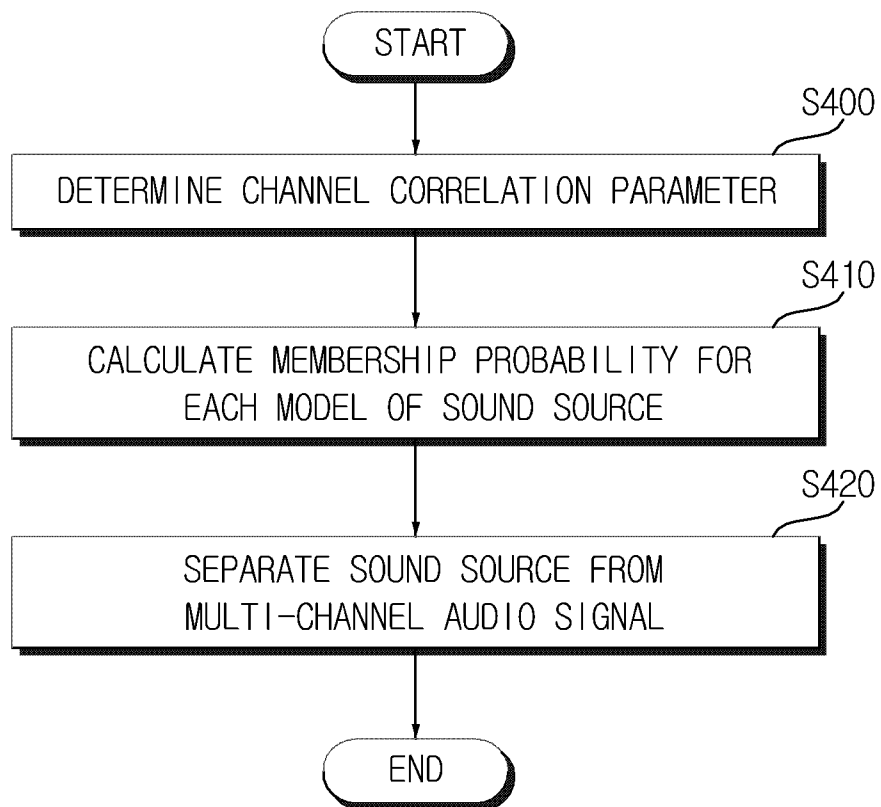 START
S400
DETERMINE CHANNEL CORRELATION PARAMETER
S410
CALCULATE MEMBERSHIP PROBABILITY FOR
EACH MODEL OF SOUND SOURCE
S420
SEPARATE SOUND SOURCE FROM
MULTI-CHANNEL AUDIO SIGNAL
END